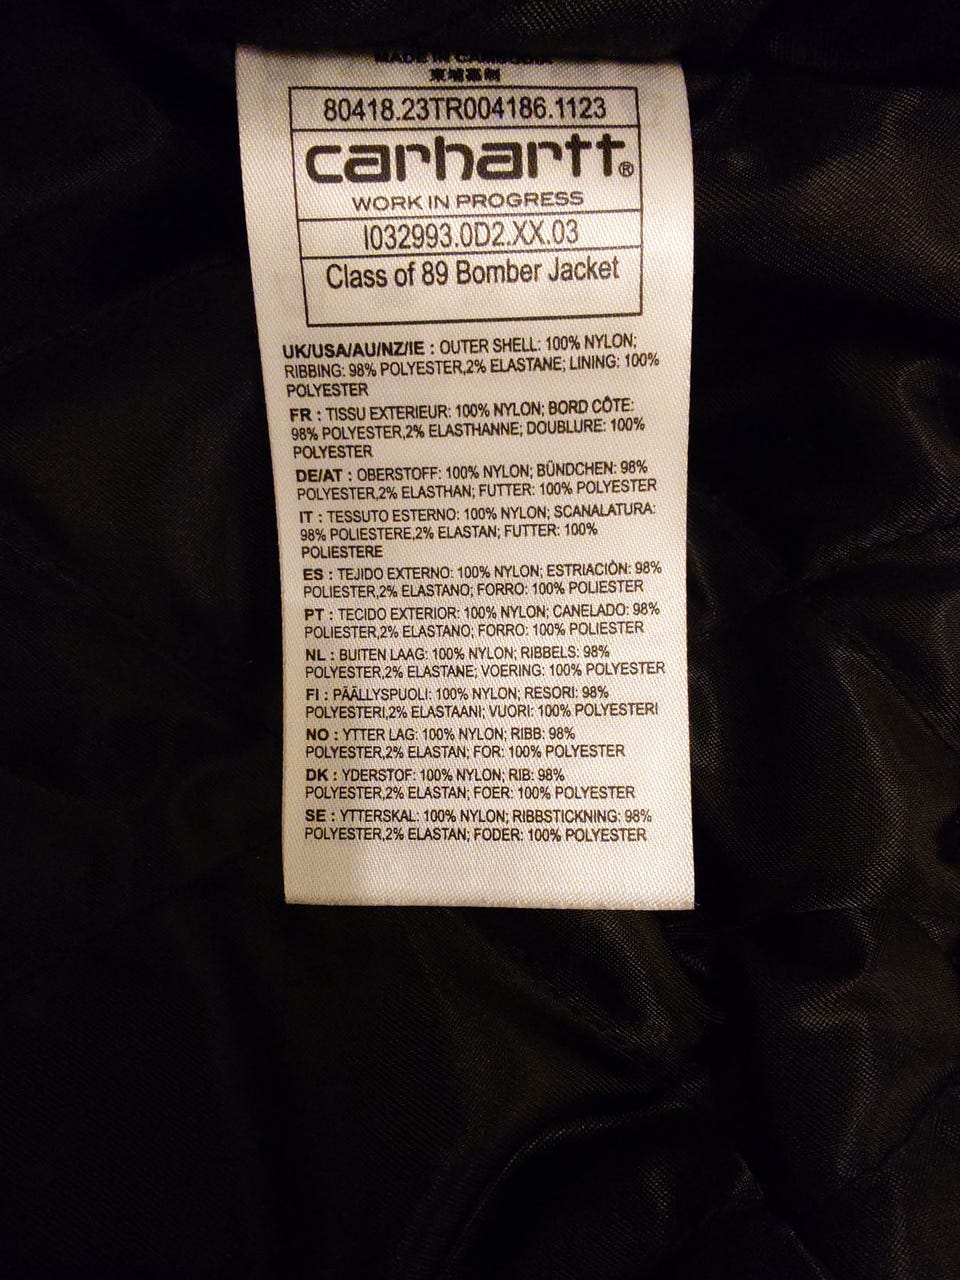 MADE IN CAMBODIA
柬埔寨制
80418.23TR004186.1123
carhartt®
WORK IN PROGRESS
I032993.0D2.XX.03
Class of 89 Bomber Jacket
UK/USA/AU/NZ/IE : OUTER SHELL: 100% NYLON;
RIBBING: 98% POLYESTER,2% ELASTANE; LINING: 100%
POLYESTER
FR : TISSU EXTERIEUR: 100% NYLON; BORD CÔTE:
98% POLYESTER,2% ELASTHANNE; DOUBLURE: 100%
POLYESTER
DE/AT : OBERSTOFF: 100% NYLON; BÜNDCHEN: 98%
POLYESTER,2% ELASTHAN; FUTTER: 100% POLYESTER
IT : TESSUTO ESTERNO: 100% NYLON; SCANALATURA:
98% POLIESTERE,2% ELASTAN; FUTTER: 100%
POLIESTERE
ES : TEJIDO EXTERNO: 100% NYLON; ESTRIACIÒN: 98%
POLIESTER,2% ELASTANO; FORRO: 100% POLIESTER
PT : TECIDO EXTERIOR: 100% NYLON; CANELADO: 98%
POLIESTER,2% ELASTANO; FORRO: 100% POLIESTER
NL : BUITEN LAAG: 100% NYLON; RIBBELS: 98%
POLYESTER,2% ELASTANE; VOERING: 100% POLYESTER
FI : PÄÄLLYSPUOLI: 100% NYLON; RESORI: 98%
POLYESTERI,2% ELASTAANI; VUORI: 100% POLYESTERI
NO : YTTER LAG: 100% NYLON; RIBB: 98%
POLYESTER,2% ELASTAN; FOR: 100% POLYESTER
DK : YDERSTOF: 100% NYLON; RIB: 98%
POLYESTER,2% ELASTAN; FOER: 100% POLYESTER
SE : YTTERSKAL: 100% NYLON; RIBBSTICKNING: 98%
POLYESTER,2% ELASTAN; FODER: 100% POLYESTER